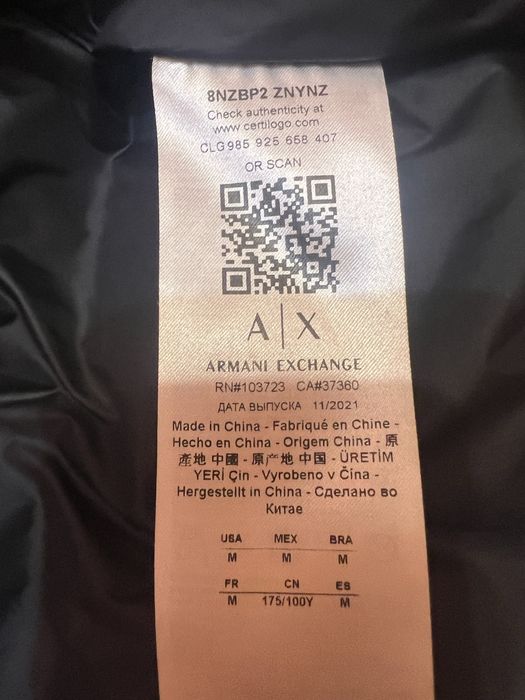 8NZBP2 ZNYNZ
Check authenticity at
www.certilogo.com
CLG 985 925 658 407
OR SCAN
A|X
ARMANI EXCHANGE
RN#103723 CA#37360
ДАТА ВЫПУСКА 11/2021
Made in China - Fabriqué en Chine -
Hecho en China - Origem China - 原
產地 中國 - 原产地 中国 - ÜRETİM
YERİ Çin - Vyrobeno v Čína -
Hergestellt in China - Сделано во
Китае
USA MEX BRA
M M M
FR CN ES
M 175/100Y M